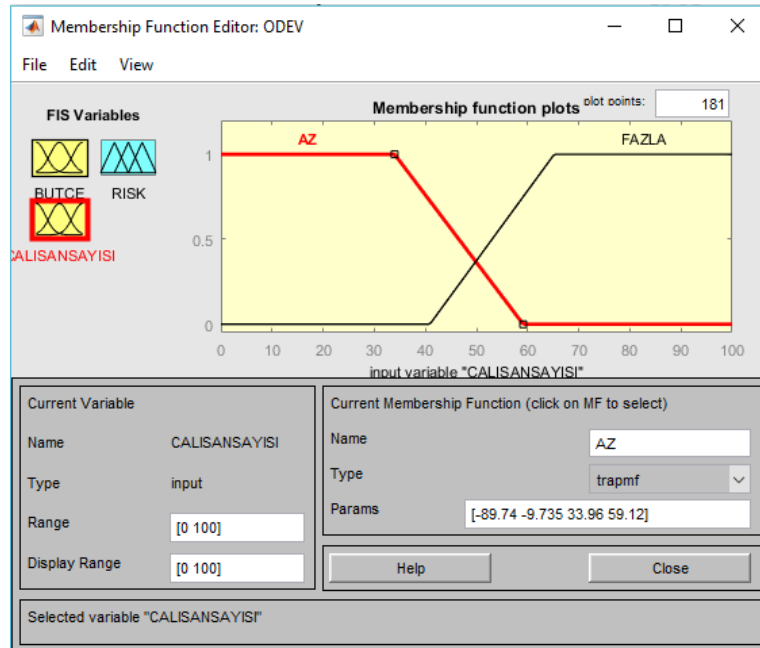 Membership Function Editor: ODEV
File Edit View
FIS Variables
BUTCE RISK
CALISANSAYISI
Membership function plots plot points: 181
AZ FAZLA
1
0.5
0
0 10 20 30 40 50 60 70 80 90 100
input variable "CALISANSAYISI"
Current Variable
Name CALISANSAYISI
Type input
Range [0 100]
Display Range [0 100]
Current Membership Function (click on MF to select)
Name AZ
Type trapmf
Params [-89.74 -9.735 33.96 59.12]
Help Close
Selected variable "CALISANSAYISI"